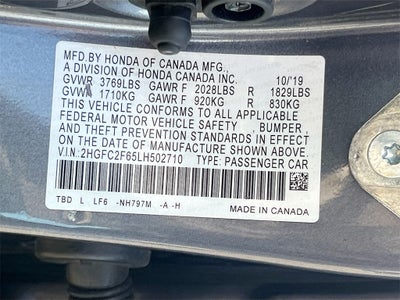 MFD.BY HONDA OF CANADA MFG.,
A DIVISION OF HONDA CANADA INC. 10/'19
GVWR 3769LBS GAWR F 2028LBS R 1829LBS
GVWR 1710KG GAWR F 920KG R 830KG
THIS VEHICLE CONFORMS TO ALL APPLICABLE
FEDERAL MOTOR VEHICLE SAFETY , BUMPER ,
AND THEFT PREVENTION STANDARDS IN EFFECT
ON THE DATE OF MANUFACTURE SHOWN ABOVE.
V.I.N:2HGFC2F65LH502710 TYPE: PASSENGER CAR
TBD L LF6 -NH797M -A -H
MADE IN CANADA